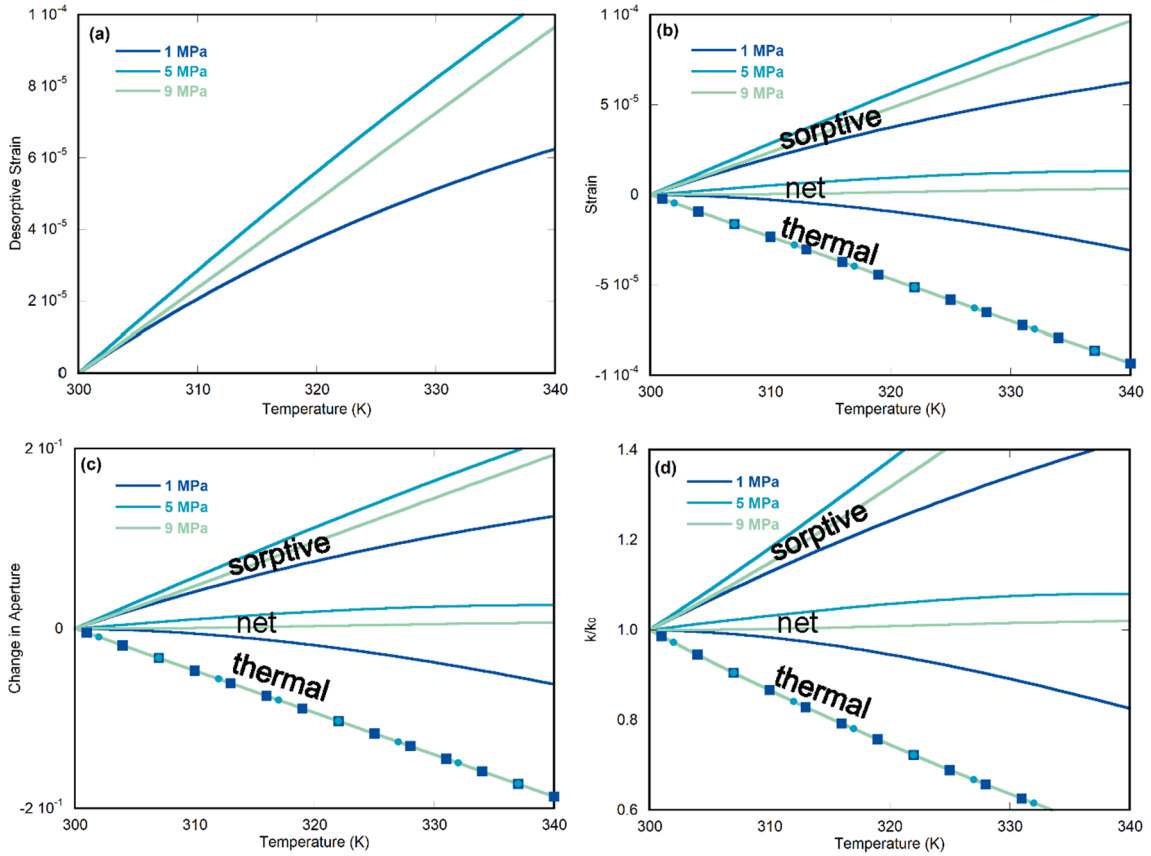 (a)
1 MPa
5 MPa
9 MPa
1 10⁻⁴
8 10⁻⁵
6 10⁻⁵
4 10⁻⁵
2 10⁻⁵
0
Desorptive Strain
300 310 320 330 340
Temperature (K)
(b)
1 MPa
5 MPa
9 MPa
1 10⁻⁴
5 10⁻⁵
0
-5 10⁻⁵
-1 10⁻⁴
Strain
sorptive
net
thermal
300 310 320 330 340
Temperature (K)
(c)
1 MPa
5 MPa
9 MPa
2 10⁻¹
0
-2 10⁻¹
Change in Aperture
sorptive
net
thermal
300 310 320 330 340
Temperature (K)
(d)
1 MPa
5 MPa
9 MPa
1.4
1.2
1.0
0.8
0.6
k/k₀
sorptive
net
thermal
300 310 320 330 340
Temperature (K)